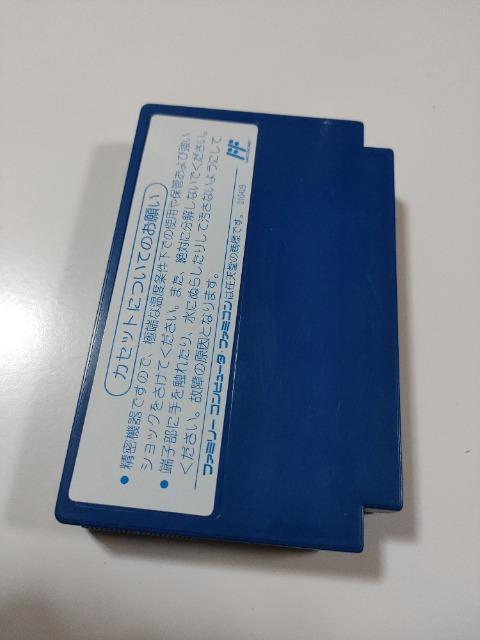 カセットについてのお願い
● 精密機器ですので、極端な温度条件下での使用や保管および強い
ショックをさけてください。また、絶対に分解しないでください。
● 端子部に手を触れたり、水にぬらしたりして汚さないようにして
ください。故障の原因となります。
ファミリーコンピュータ・ファミコンは任天堂の商標です。
FF